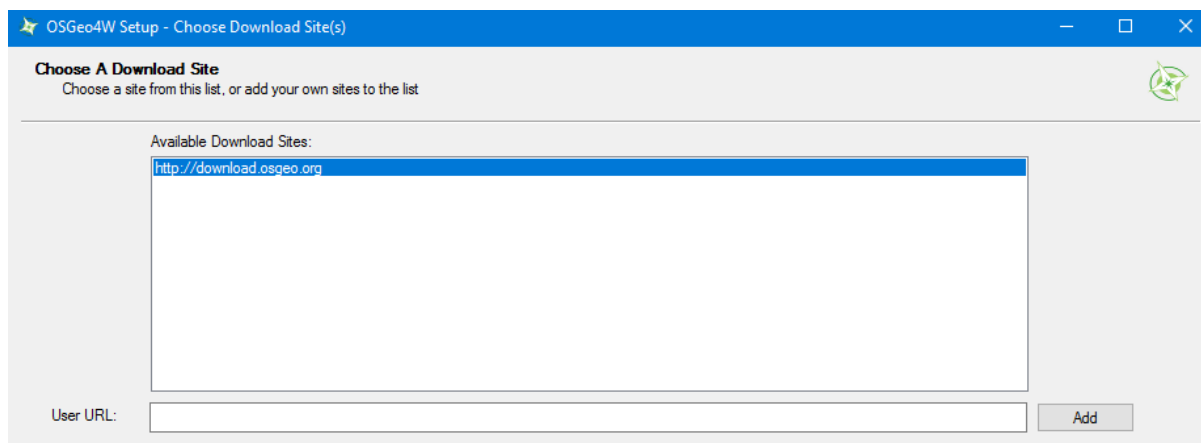 OSGeo4W Setup - Choose Download Site(s)
Choose A Download Site
Choose a site from this list, or add your own sites to the list
Available Download Sites:
http://download.osgeo.org
User URL:
Add